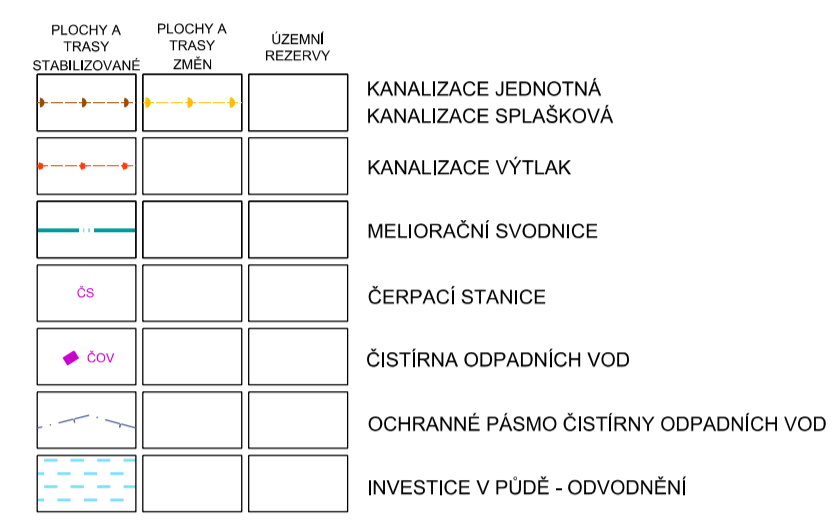 PLOCHY A
TRASY
STABILIZOVANÉ
PLOCHY A
TRASY
ZMĚN
ÚZEMNÍ
REZERVY
KANALIZACE JEDNOTNÁ
KANALIZACE SPLAŠKOVÁ
KANALIZACE VÝTLAK
MELIORAČNÍ SVODNICE
ČS
ČERPACÍ STANICE
ČOV
ČISTÍRNA ODPADNÍCH VOD
OCHRANNÉ PÁSMO ČISTÍRNY ODPADNÍCH VOD
INVESTICE V PŮDĚ - ODVODNĚNÍ